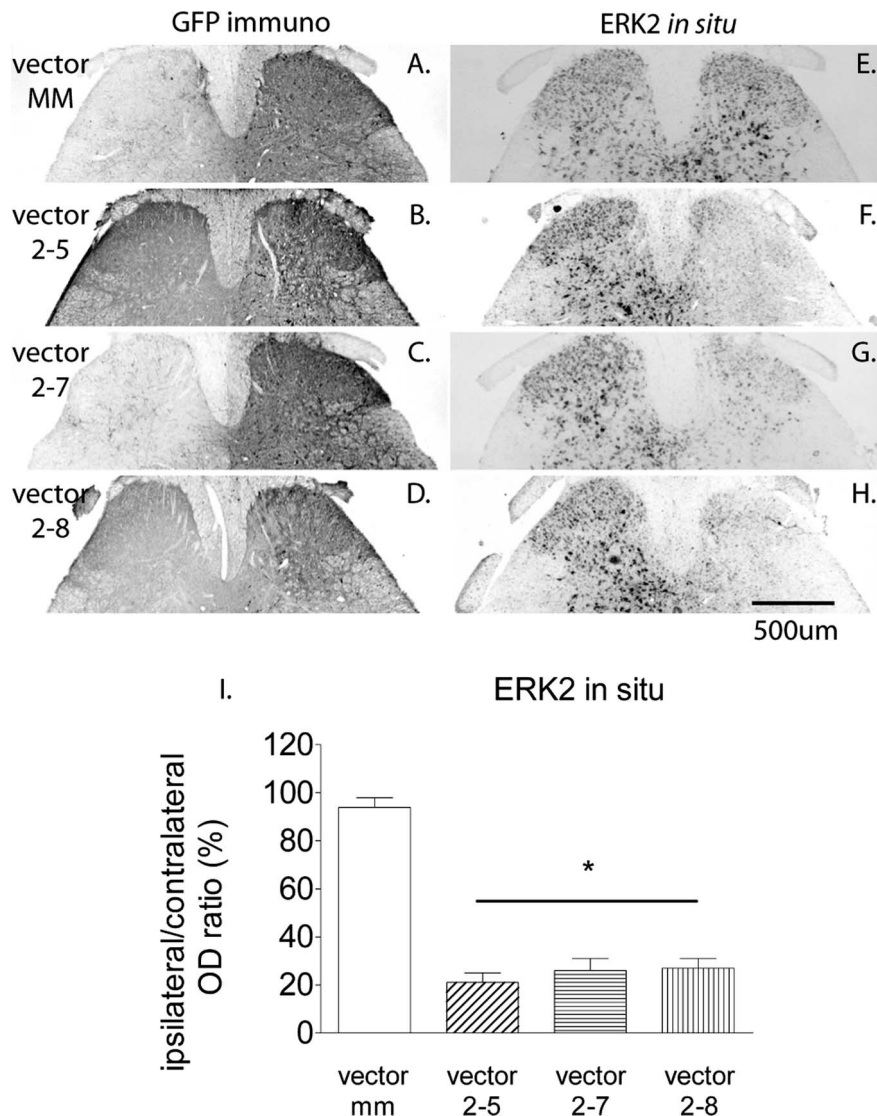 GFP immuno
ERK2 in situ
vector
MM
A.
E.
vector
2-5
B.
F.
vector
2-7
C.
G.
vector
2-8
D.
H.
500um
I.
ERK2 in situ
ipsilateral/contralateral
OD ratio (%)
120
100
80
60
40
20
0
*
vector
mm
vector
2-5
vector
2-7
vector
2-8